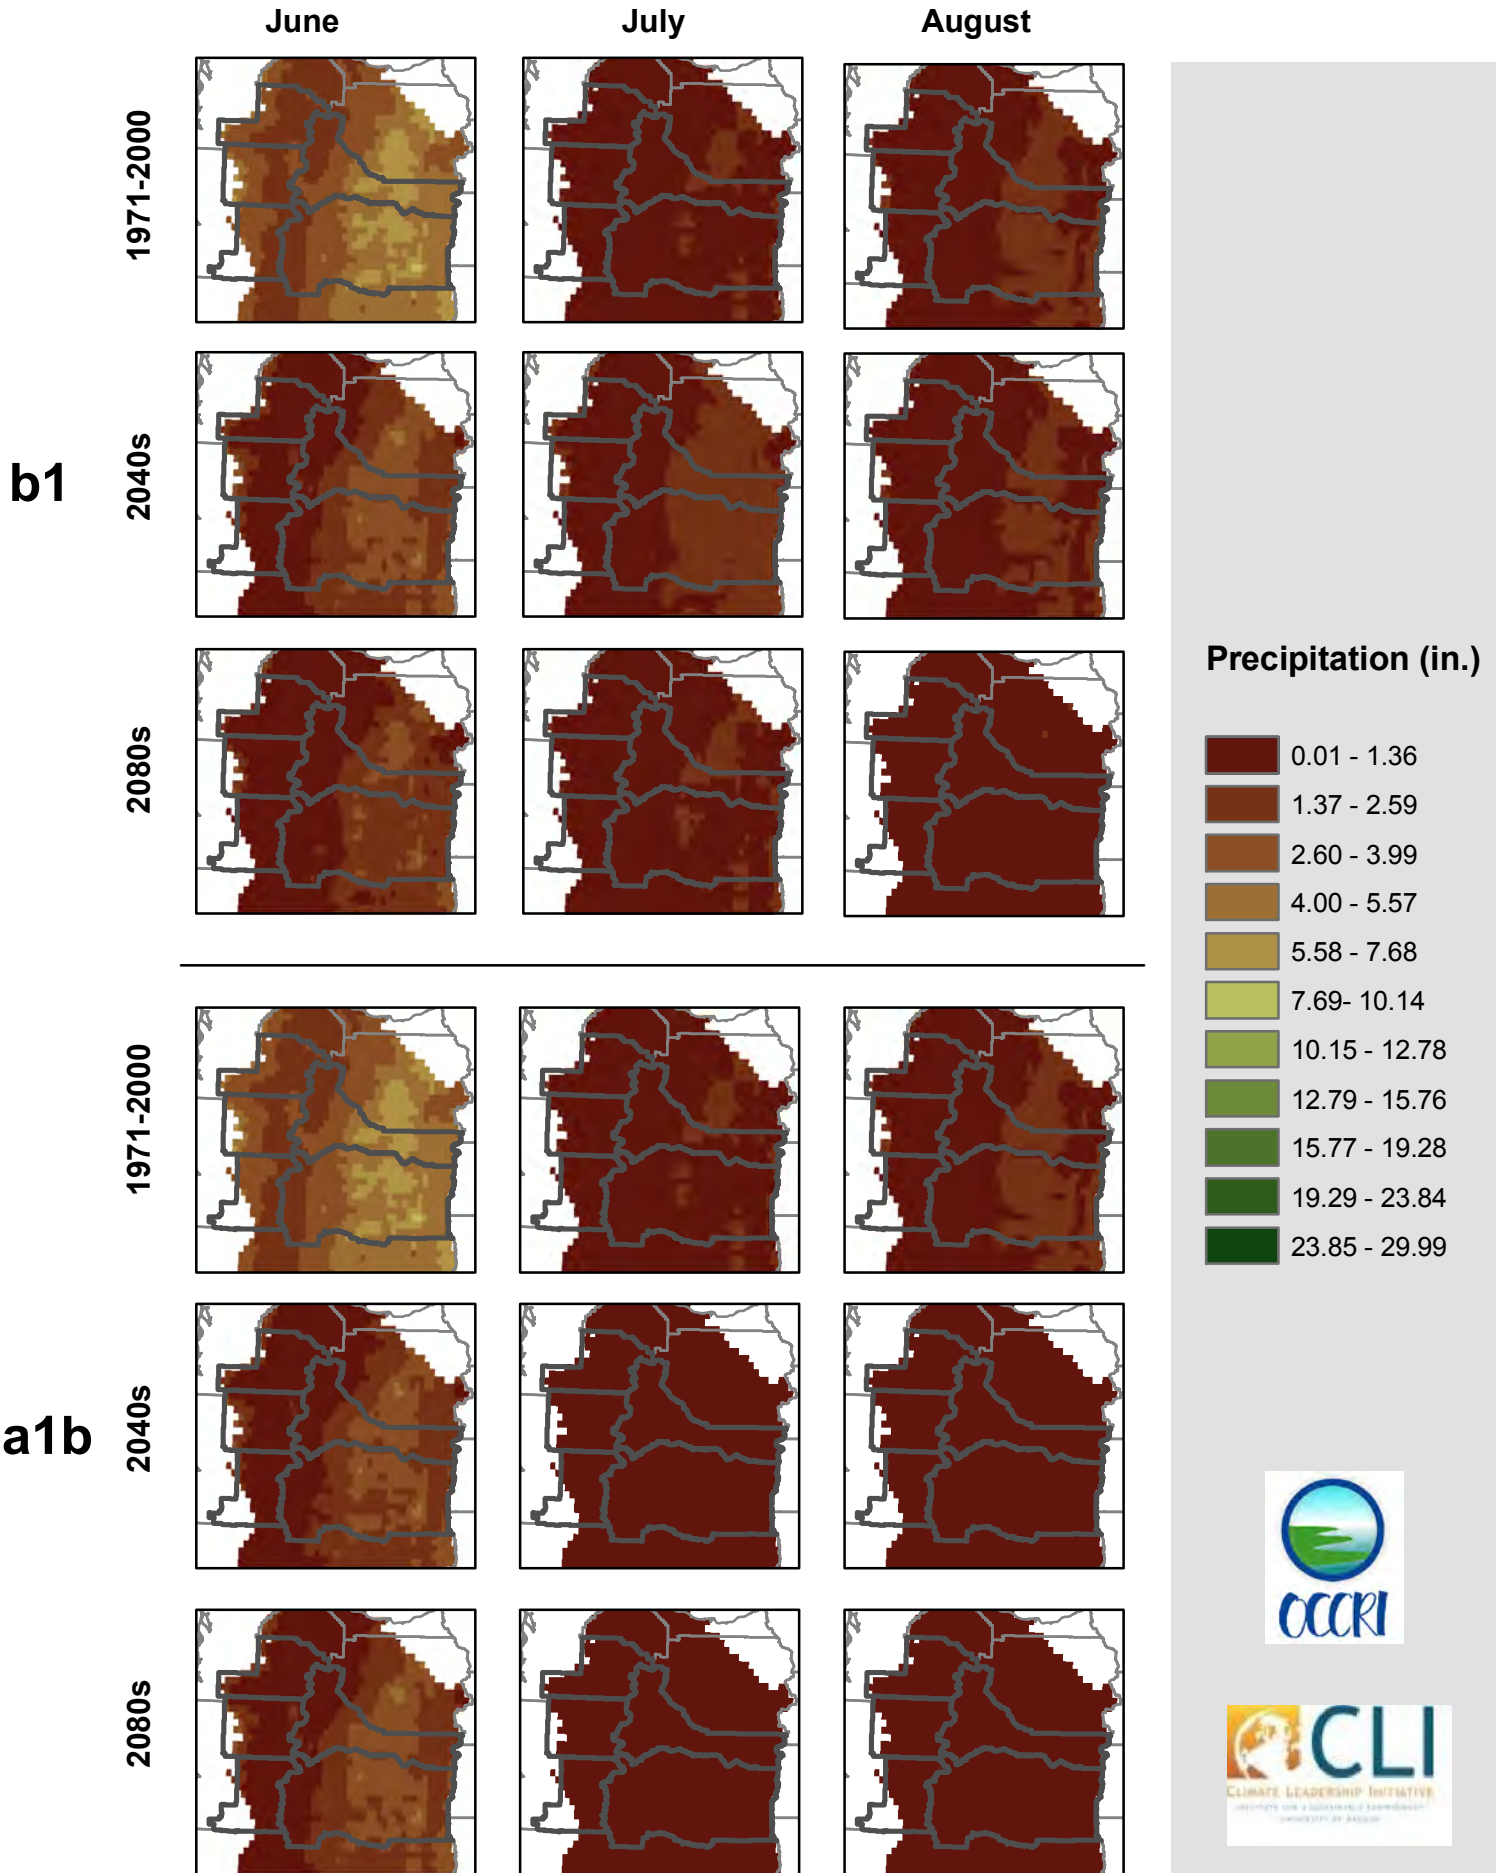 June July August
1971-2000
b1
2040s
2080s
1971-2000
a1b
2040s
2080s
Precipitation (in.)
0.01 - 1.36
1.37 - 2.59
2.60 - 3.99
4.00 - 5.57
5.58 - 7.68
7.69- 10.14
10.15 - 12.78
12.79 - 15.76
15.77 - 19.28
19.29 - 23.84
23.85 - 29.99
OCCRI
CLI
CLIMATE LEADERSHIP INITIATIVE